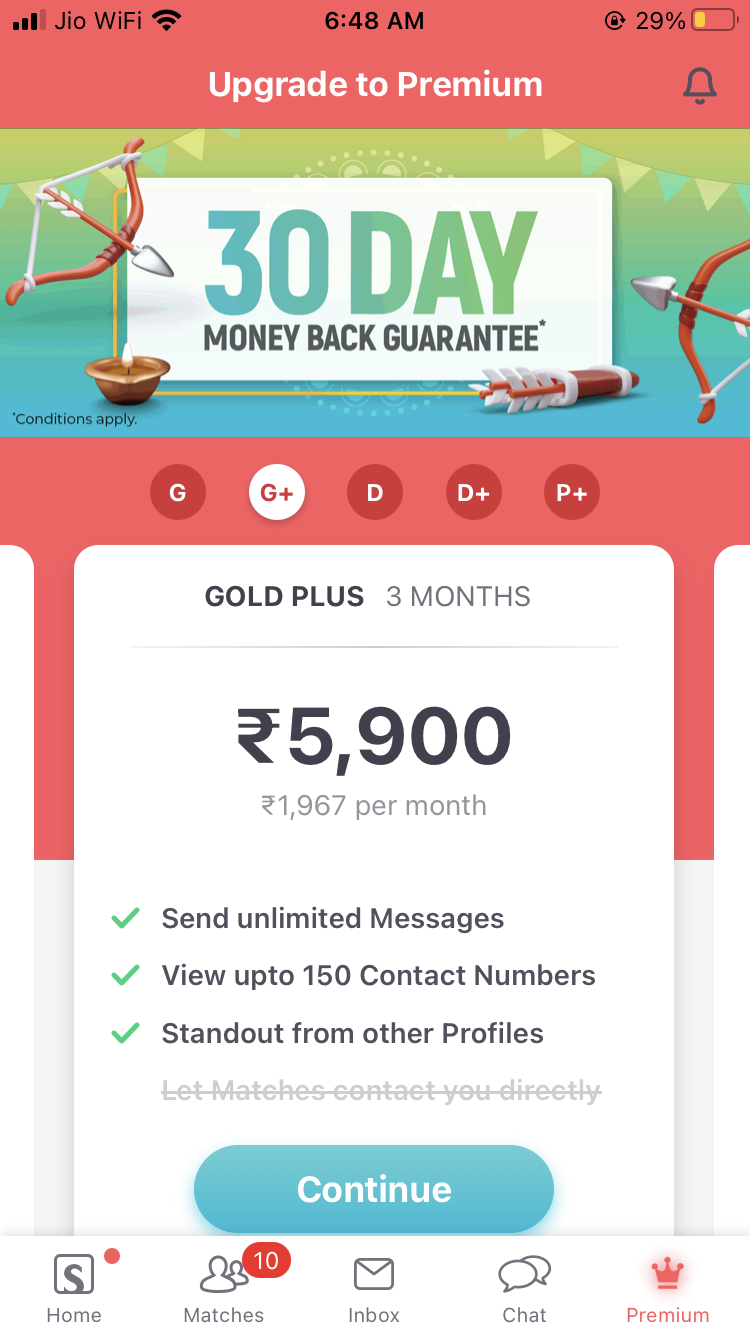 Jio WiFi 6:48 AM 29%
Upgrade to Premium
30 DAY
MONEY BACK GUARANTEE*
*Conditions apply.
G G+ D D+ P+
GOLD PLUS 3 MONTHS
₹5,900
₹1,967 per month
Send unlimited Messages
View upto 150 Contact Numbers
Standout from other Profiles
Let Matches contact you directly
Continue
S 10
Home Matches Inbox Chat Premium